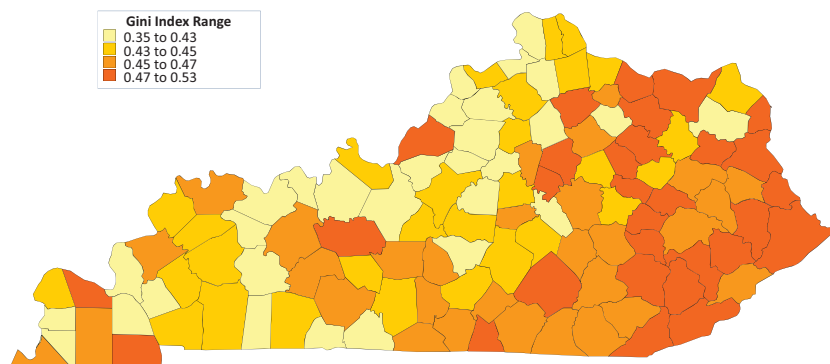 Gini Index Range
0.35 to 0.43
0.43 to 0.45
0.45 to 0.47
0.47 to 0.53